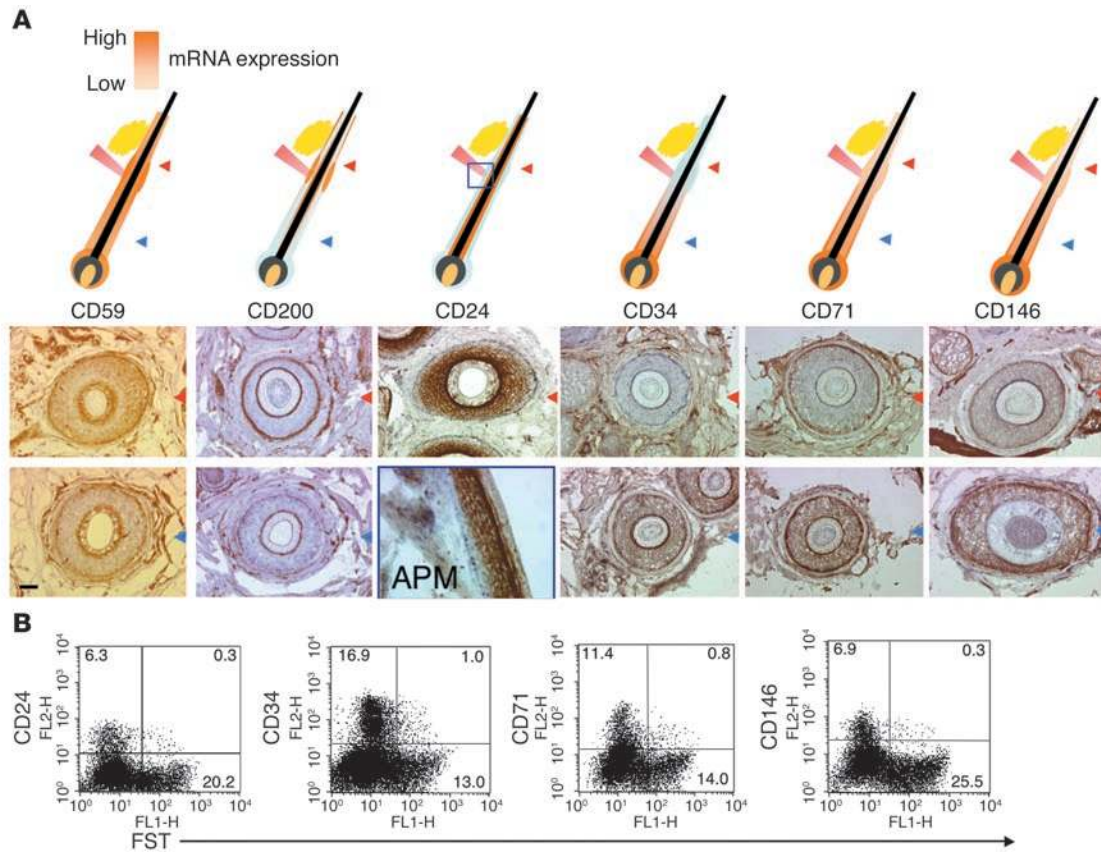 A
High
Low
mRNA expression
CD59 CD200 CD24 CD34 CD71 CD146
APM
B
6.3 0.3
20.2
CD24
FL2-H
10⁴
10³
10²
10¹
10⁰
10⁰ 10¹ 10² 10³ 10⁴
FL1-H
16.9 1.0
13.0
CD34
FL2-H
10⁴
10³
10²
10¹
10⁰
10⁰ 10¹ 10² 10³ 10⁴
FL1-H
11.4 0.8
14.0
CD71
FL2-H
10⁴
10³
10²
10¹
10⁰
10⁰ 10¹ 10² 10³ 10⁴
FL1-H
6.9 0.3
25.5
CD146
FL2-H
10⁴
10³
10²
10¹
10⁰
10⁰ 10¹ 10² 10³ 10⁴
FL1-H
FST